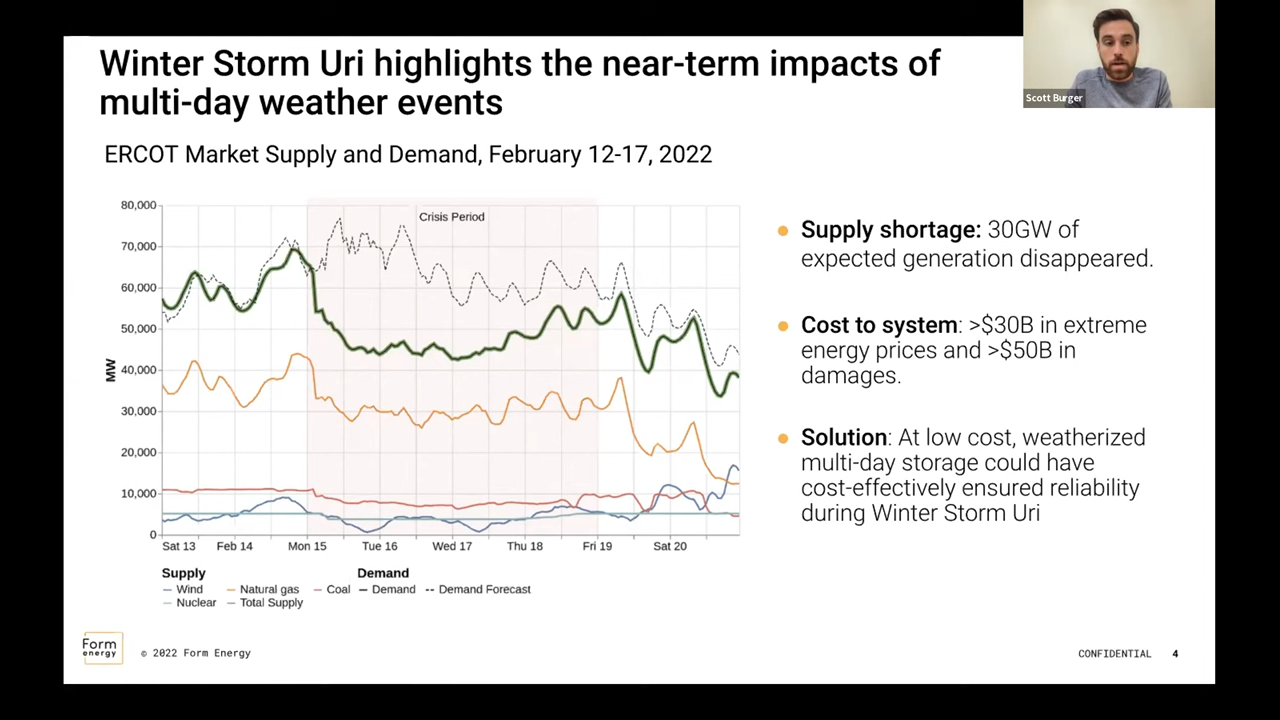 Winter Storm Uri highlights the near-term impacts of
multi-day weather events
Scott Burger
ERCOT Market Supply and Demand, February 12-17, 2022
80,000
70,000
60,000
50,000
40,000
30,000
20,000
10,000
0
MW
Crisis Period
Sat 13 Feb 14 Mon 15 Tue 16 Wed 17 Thu 18 Fri 19 Sat 20
Supply Demand
Wind Natural gas Coal Demand Demand Forecast
Nuclear Total Supply
Supply shortage: 30GW of
expected generation disappeared.
Cost to system: >$30B in extreme
energy prices and >$50B in
damages.
Solution: At low cost, weatherized
multi-day storage could have
cost-effectively ensured reliability
during Winter Storm Uri
Form
energy
© 2022 Form Energy
CONFIDENTIAL 4